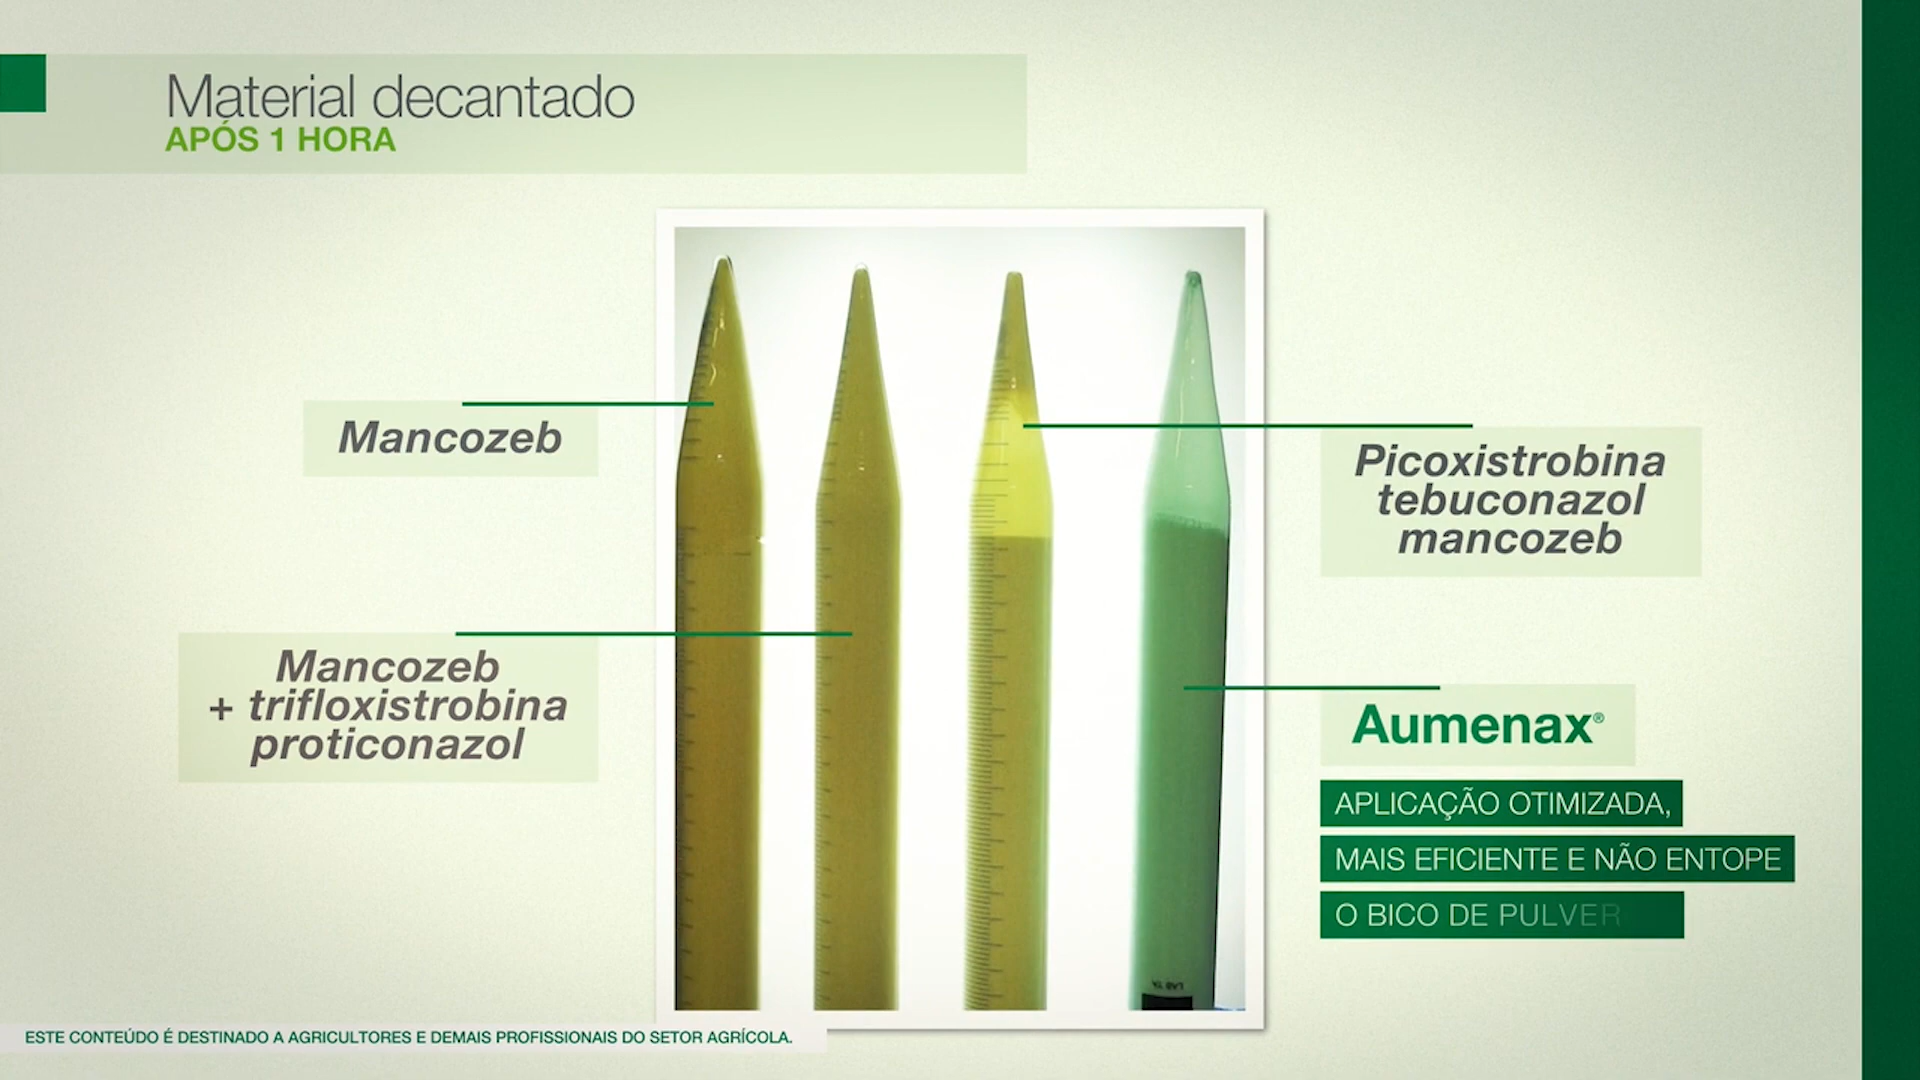 Material decantado
APÓS 1 HORA
Mancozeb
Picoxistrobina
tebuconazol
mancozeb
Mancozeb
+ trifloxistrobina
proticonazol
Aumenax®
APLICAÇÃO OTIMIZADA,
MAIS EFICIENTE E NÃO ENTOPE
O BICO DE PULVER
ESTE CONTEÚDO É DESTINADO A AGRICULTORES E DEMAIS PROFISSIONAIS DO SETOR AGRÍCOLA.